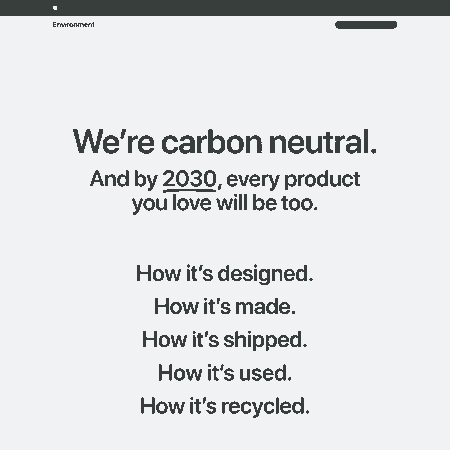 Environment
We're carbon neutral.
And by 2030, every product
you love will be too.
How it's designed.
How it's made.
How it's shipped.
How it's used.
How it's recycled.